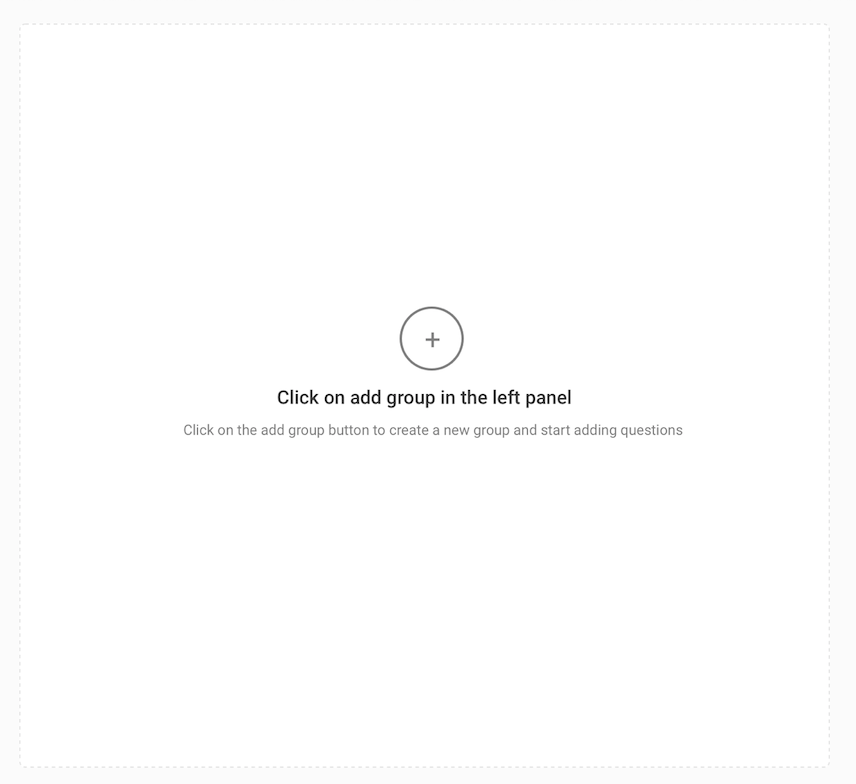 +
Click on add group in the left panel
Click on the add group button to create a new group and start adding questions